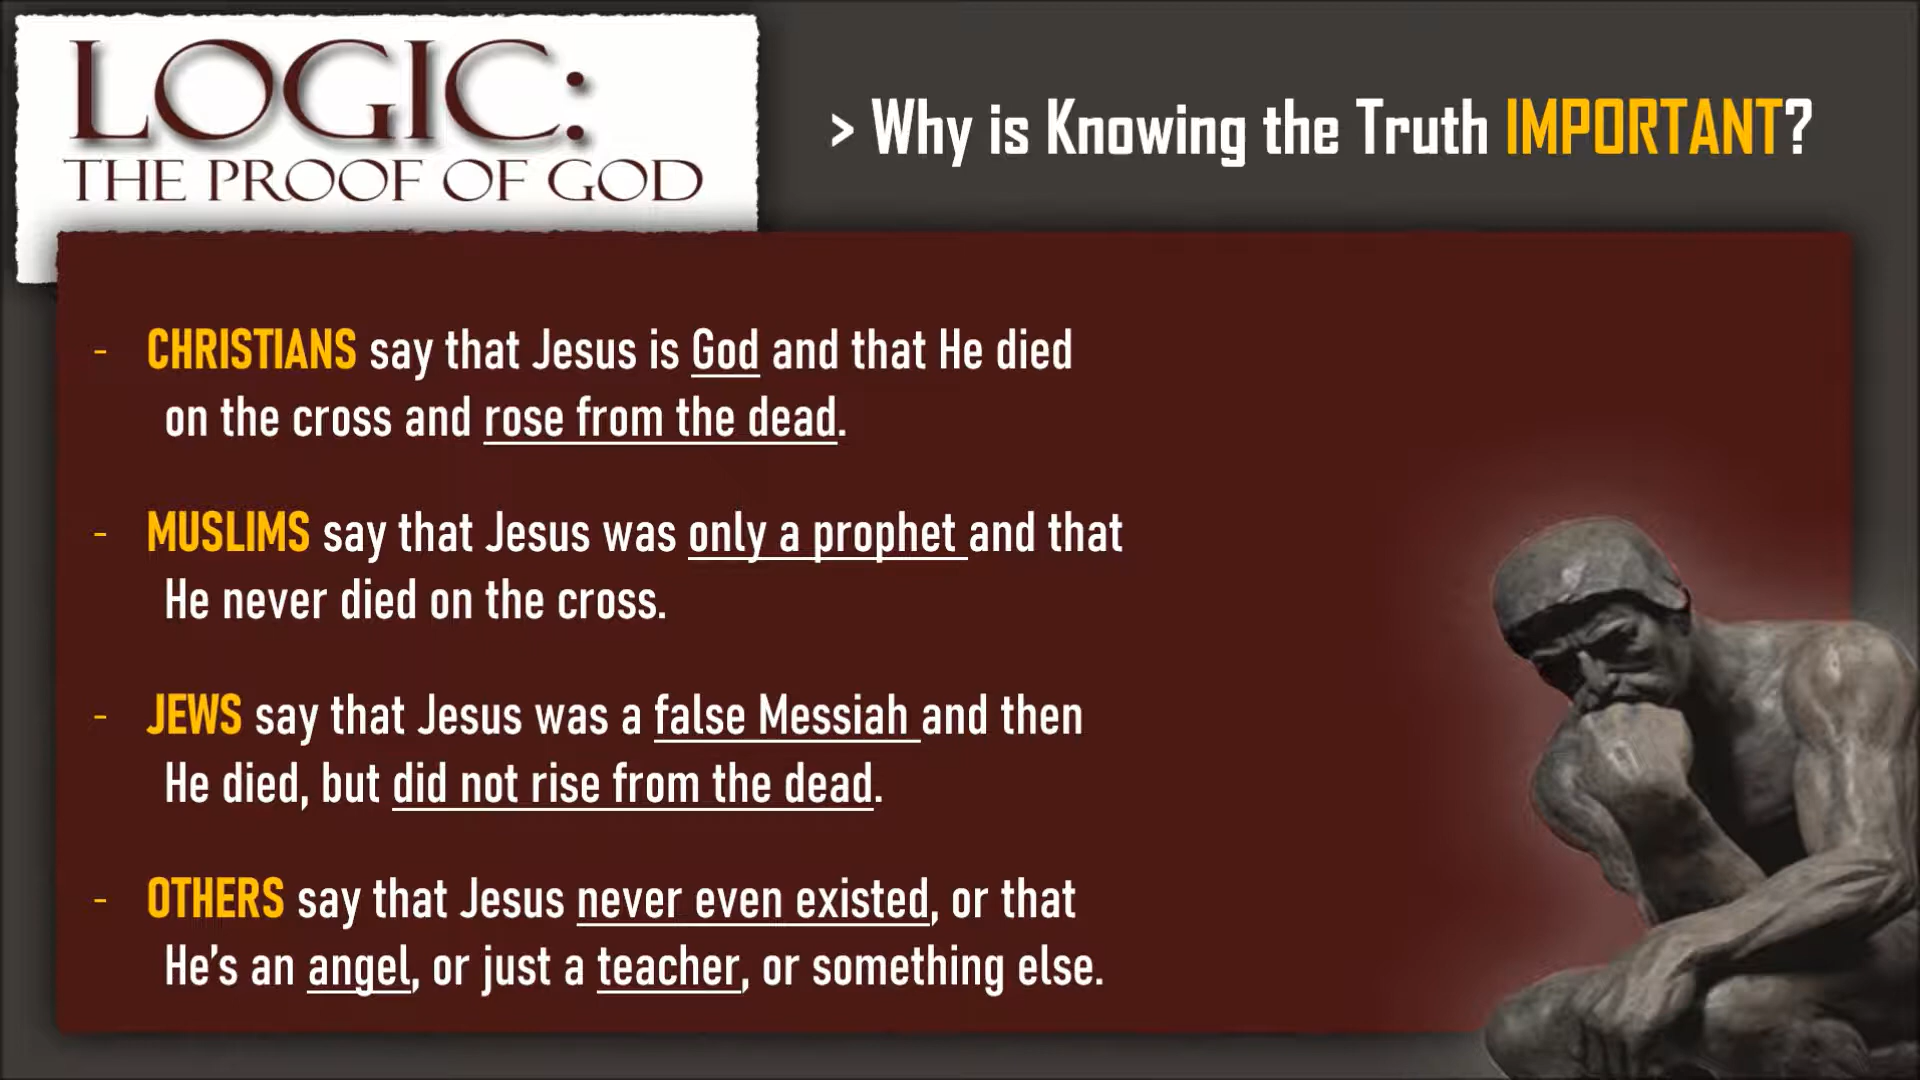 LOGIC:
THE PROOF OF GOD
> Why is Knowing the Truth IMPORTANT?
- CHRISTIANS say that Jesus is God and that He died
on the cross and rose from the dead.
- MUSLIMS say that Jesus was only a prophet and that
He never died on the cross.
- JEWS say that Jesus was a false Messiah and then
He died, but did not rise from the dead.
- OTHERS say that Jesus never even existed, or that
He’s an angel, or just a teacher, or something else.